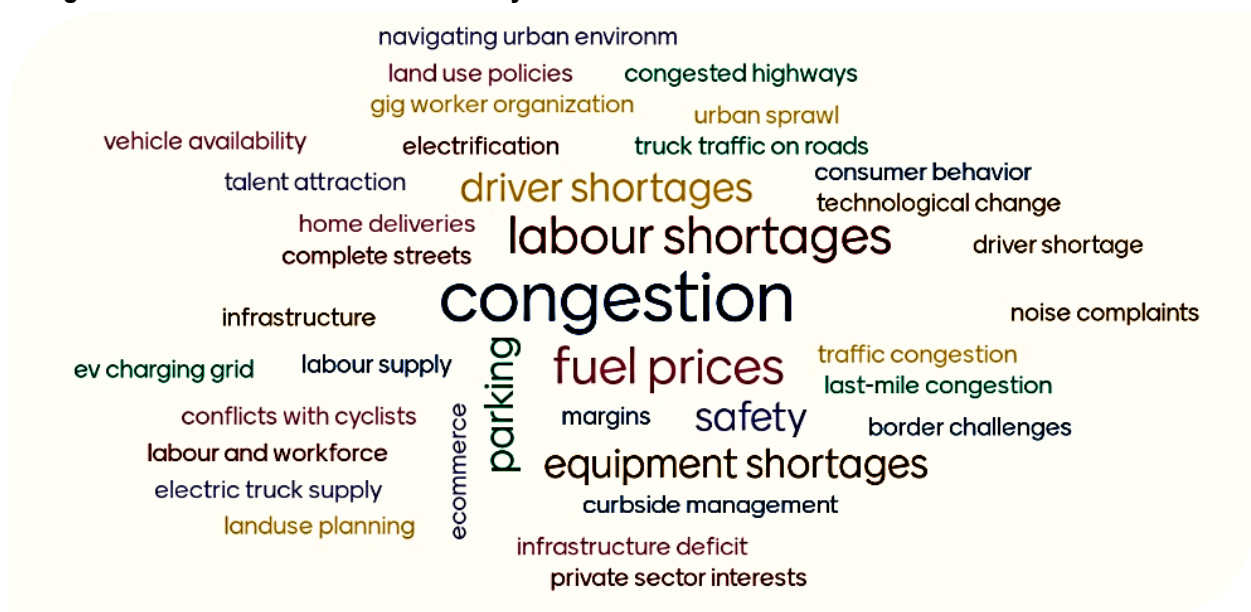 navigating urban environm
land use policies
congested highways
gig worker organization
urban sprawl
vehicle availability
electrification
truck traffic on roads
talent attraction
driver shortages
consumer behavior
technological change
home deliveries
labour shortages
driver shortage
complete streets
congestion
infrastructure
noise complaints
parking
fuel prices
traffic congestion
ev charging grid
labour supply
last-mile congestion
conflicts with cyclists
ecommerce
margins
safety
border challenges
labour and workforce
equipment shortages
electric truck supply
curbside management
landuse planning
infrastructure deficit
private sector interests